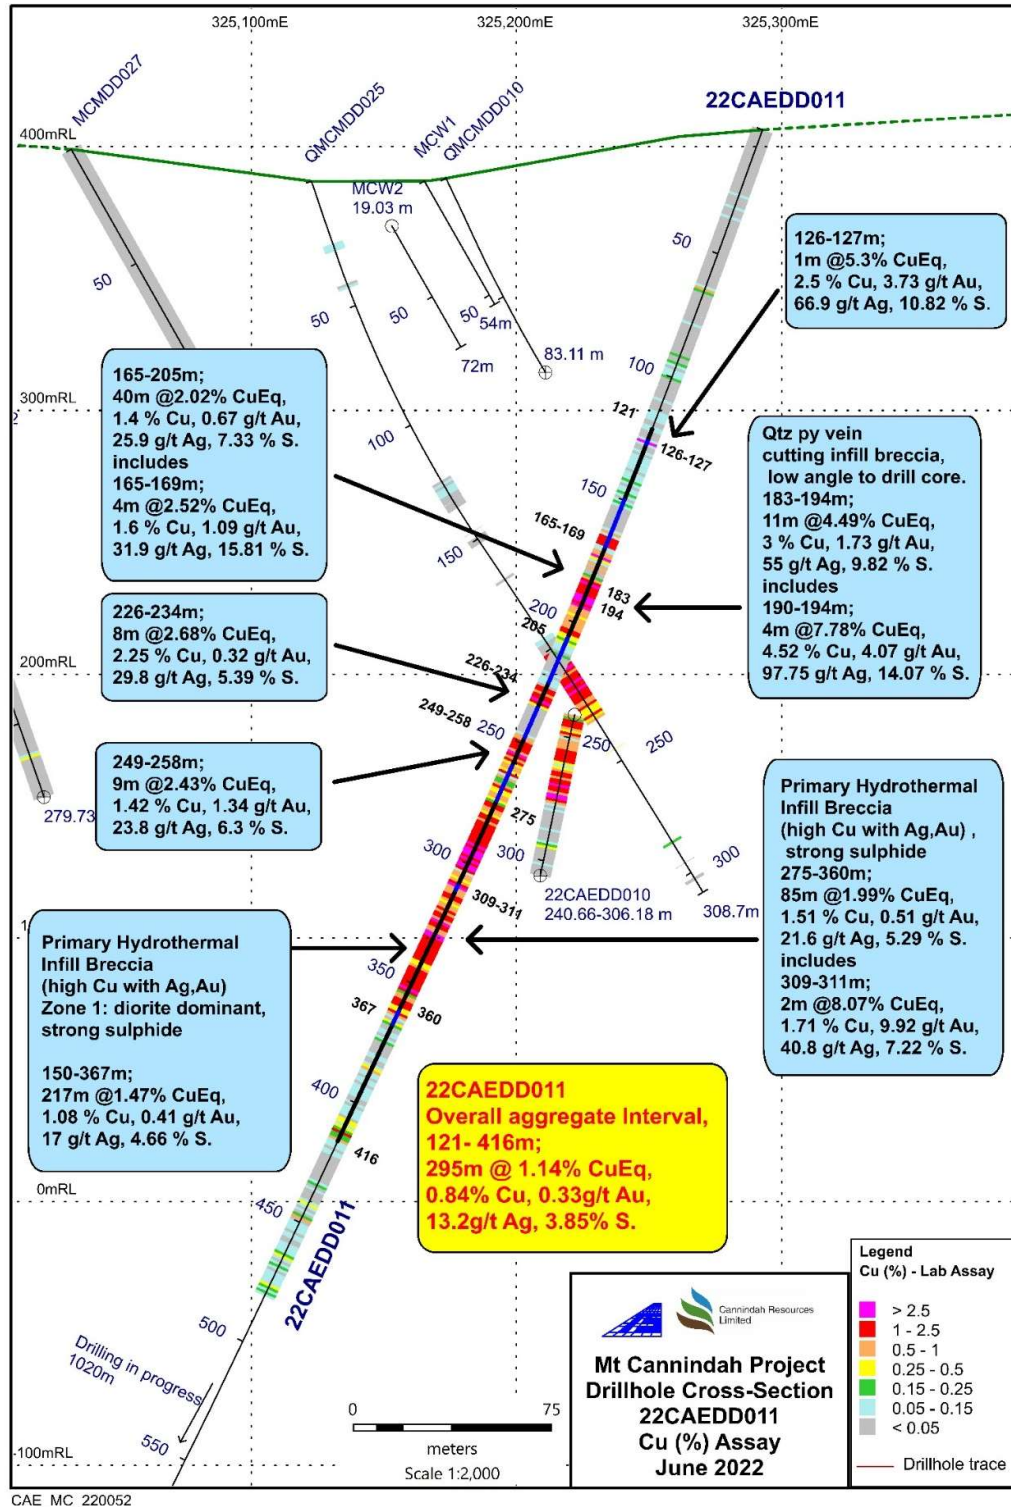 325,100mE
325,200mE
325,300mE
MCMDD027
QMCMDD025
MCW1
QMCMDD010
22CAEDD011
400mRL
MCW2
19.03 m
50
50
50
50
50
54m
72m
83.11 m
100
121
126-127
126-127m;
1m @5.3% CuEq,
2.5 % Cu, 3.73 g/t Au,
66.9 g/t Ag, 10.82 % S.
300mRL
165-205m;
40m @2.02% CuEq,
1.4 % Cu, 0.67 g/t Au,
25.9 g/t Ag, 7.33 % S.
includes
165-169m;
4m @2.52% CuEq,
1.6 % Cu, 1.09 g/t Au,
31.9 g/t Ag, 15.81 % S.
100
150
150
165-169
183
194
200
205
Qtz py vein
cutting infill breccia,
low angle to drill core.
183-194m;
11m @4.49% CuEq,
3 % Cu, 1.73 g/t Au,
55 g/t Ag, 9.82 % S.
includes
190-194m;
4m @7.78% CuEq,
4.52 % Cu, 4.07 g/t Au,
97.75 g/t Ag, 14.07 % S.
226-234m;
8m @2.68% CuEq,
2.25 % Cu, 0.32 g/t Au,
29.8 g/t Ag, 5.39 % S.
200mRL
226-234
249-258
250
250
250
249-258m;
9m @2.43% CuEq,
1.42 % Cu, 1.34 g/t Au,
23.8 g/t Ag, 6.3 % S.
279.73
275
300
300
300
22CAEDD010
240.66-306.18 m
308.7m
309-311
Primary Hydrothermal
Infill Breccia
(high Cu with Ag,Au) ,
strong sulphide
275-360m;
85m @1.99% CuEq,
1.51 % Cu, 0.51 g/t Au,
21.6 g/t Ag, 5.29 % S.
includes
309-311m;
2m @8.07% CuEq,
1.71 % Cu, 9.92 g/t Au,
40.8 g/t Ag, 7.22 % S.
Primary Hydrothermal
Infill Breccia
(high Cu with Ag,Au)
Zone 1: diorite dominant,
strong sulphide
150-367m;
217m @1.47% CuEq,
1.08 % Cu, 0.41 g/t Au,
17 g/t Ag, 4.66 % S.
350
367
360
400
416
22CAEDD011
Overall aggregate Interval,
121- 416m;
295m @ 1.14% CuEq,
0.84% Cu, 0.33g/t Au,
13.2g/t Ag, 3.85% S.
0mRL
450
22CAEDD011
500
Drilling in progress
1020m
550
-100mRL
0
75
meters
Scale 1:2,000
Cannindah Resources
Limited
Mt Cannindah Project
Drillhole Cross-Section
22CAEDD011
Cu (%) Assay
June 2022
Legend
Cu (%) - Lab Assay
> 2.5
1 - 2.5
0.5 - 1
0.25 - 0.5
0.15 - 0.25
0.05 - 0.15
< 0.05
Drillhole trace
CAE MC 220052